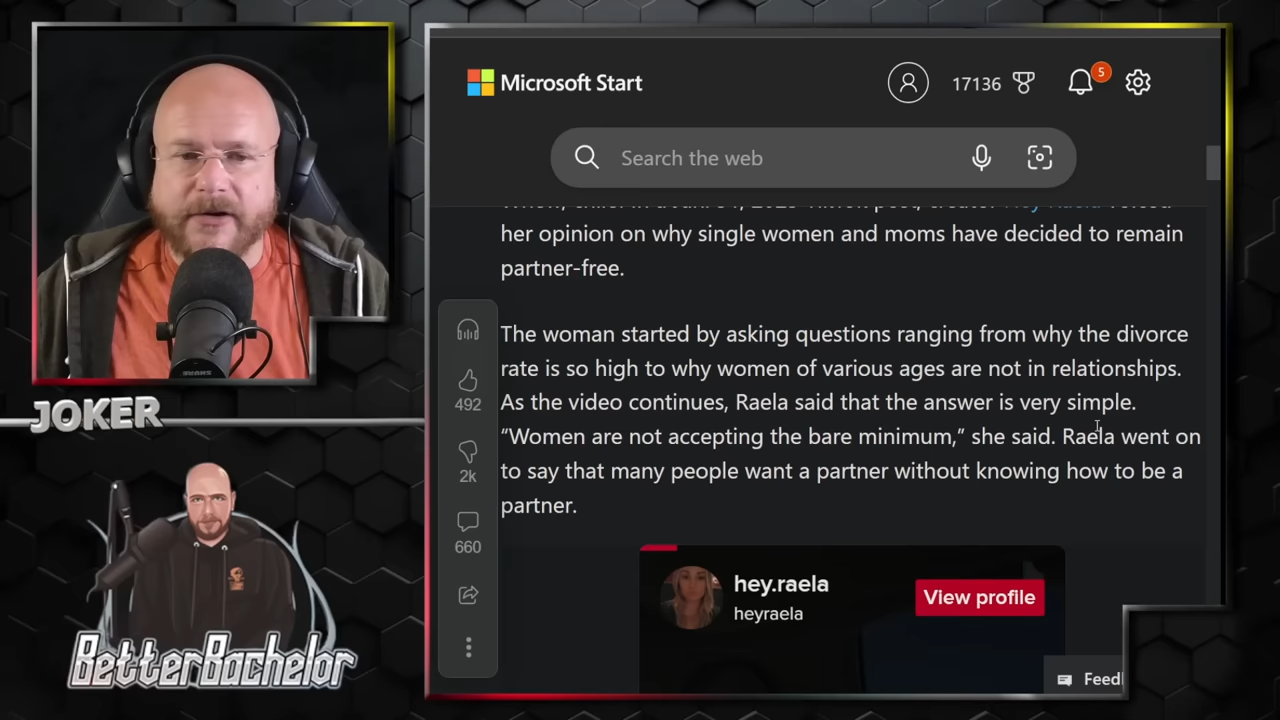 Microsoft Start
17136
5
Search the web
her opinion on why single women and moms have decided to remain
partner-free.
The woman started by asking questions ranging from why the divorce
rate is so high to why women of various ages are not in relationships.
As the video continues, Raela said that the answer is very simple.
“Women are not accepting the bare minimum,” she said. Raela went on
to say that many people want a partner without knowing how to be a
partner.
492
2k
660
hey.raela
heyraela
View profile
Feed
JOKER
BetterBachelor